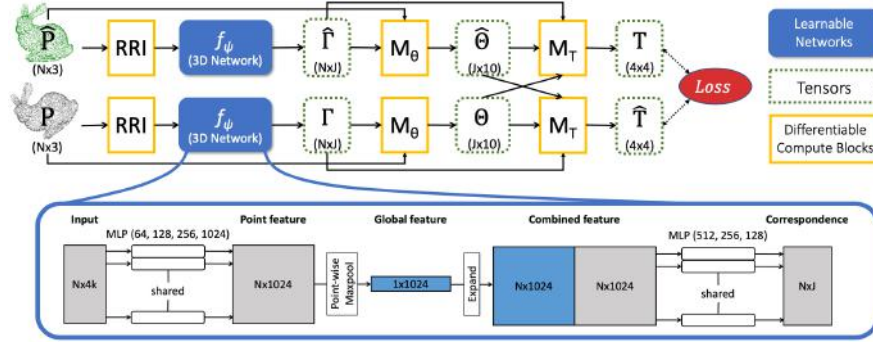 P̂
(Nx3)
RRI
f_ψ
(3D Network)
Γ̂
(NxJ)
M_θ
Θ̂
(Jx10)
M_T
T
(4x4)
P
(Nx3)
RRI
f_ψ
(3D Network)
Γ
(NxJ)
M_θ
Θ
(Jx10)
M_T
T̂
(4x4)
Loss
Learnable
Networks
Tensors
Differentiable
Compute Blocks
Input
Point feature
Global feature
Combined feature
Correspondence
MLP (64, 128, 256, 1024)
MLP (512, 256, 128)
Nx4k
shared
Nx1024
Point-wise
Maxpool
1x1024
Expand
Nx1024
Nx1024
shared
NxJ